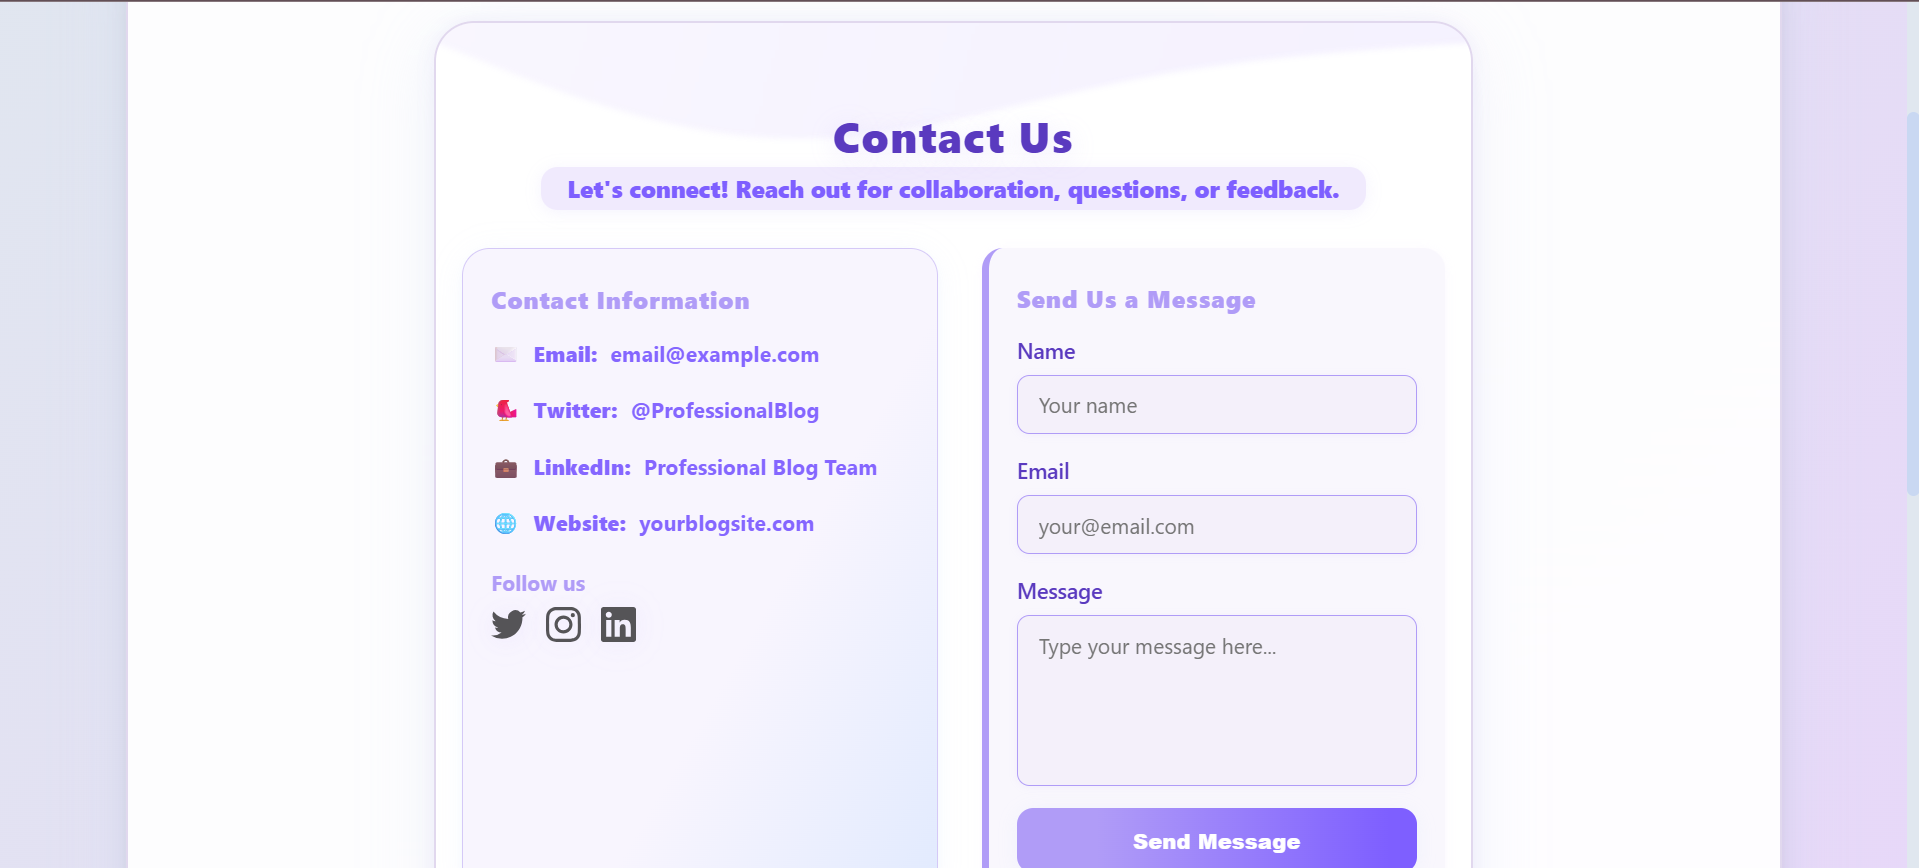 Contact Us
Let's connect! Reach out for collaboration, questions, or feedback.
Contact Information
Email: email@example.com
Twitter: @ProfessionalBlog
LinkedIn: Professional Blog Team
Website: yourblogsite.com
Follow us
in
Send Us a Message
Name
Your name
Email
your@email.com
Message
Type your message here...
Send Message